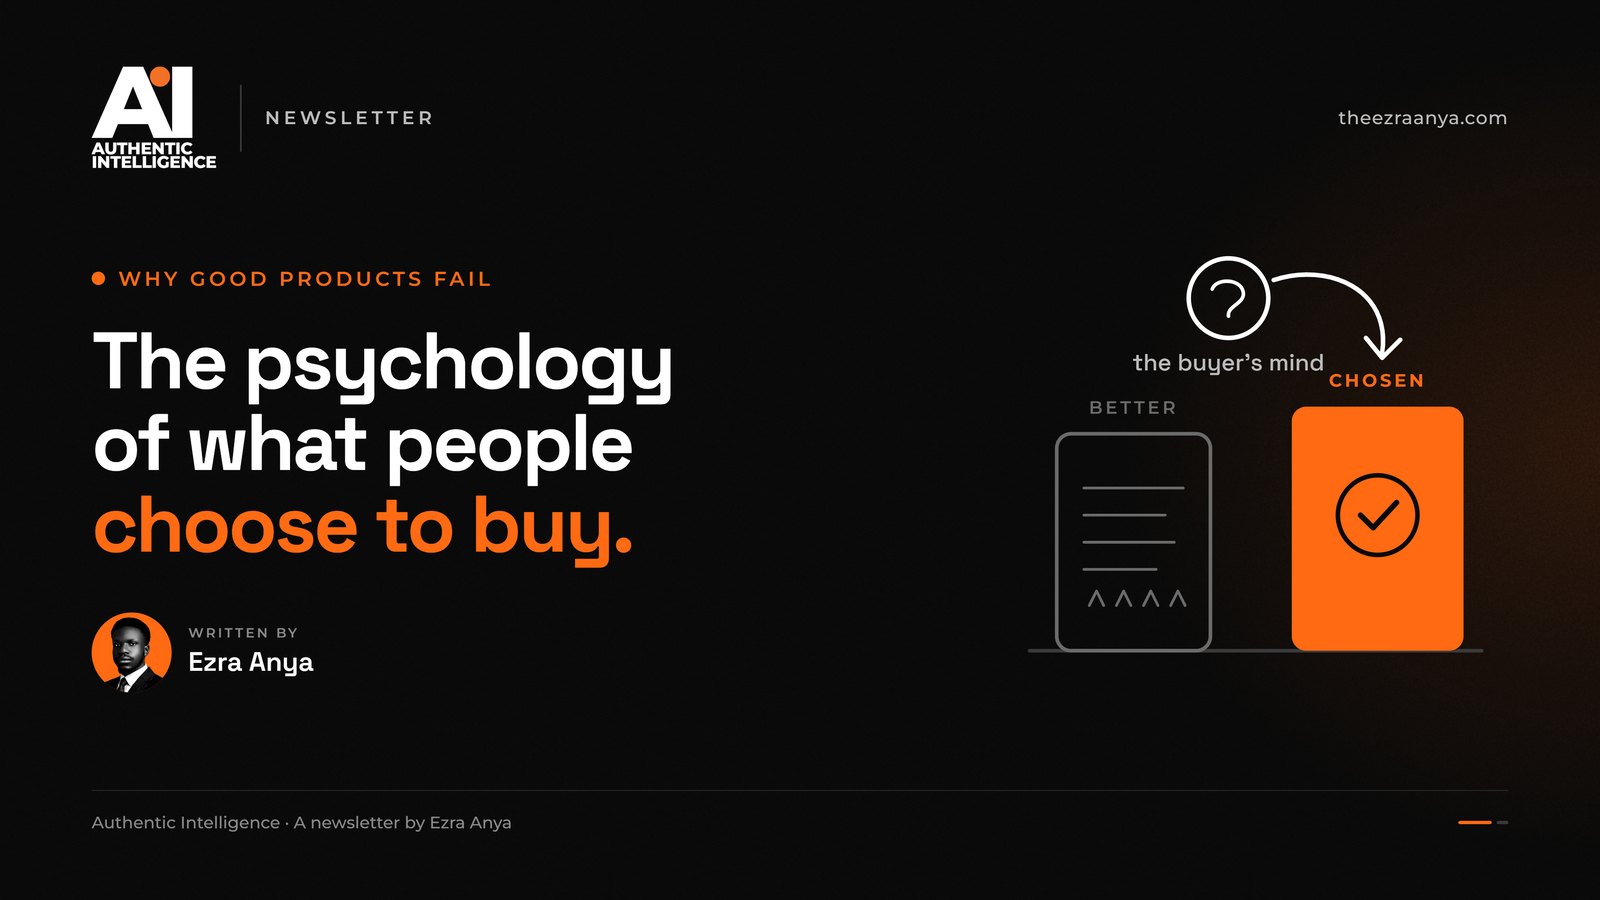 AI
AUTHENTIC
INTELLIGENCE
NEWSLETTER
theezraanya.com
WHY GOOD PRODUCTS FAIL
The psychology
of what people
choose to buy.
WRITTEN BY
Ezra Anya
?
the buyer's mind
CHOSEN
BETTER
Authentic Intelligence · A newsletter by Ezra Anya